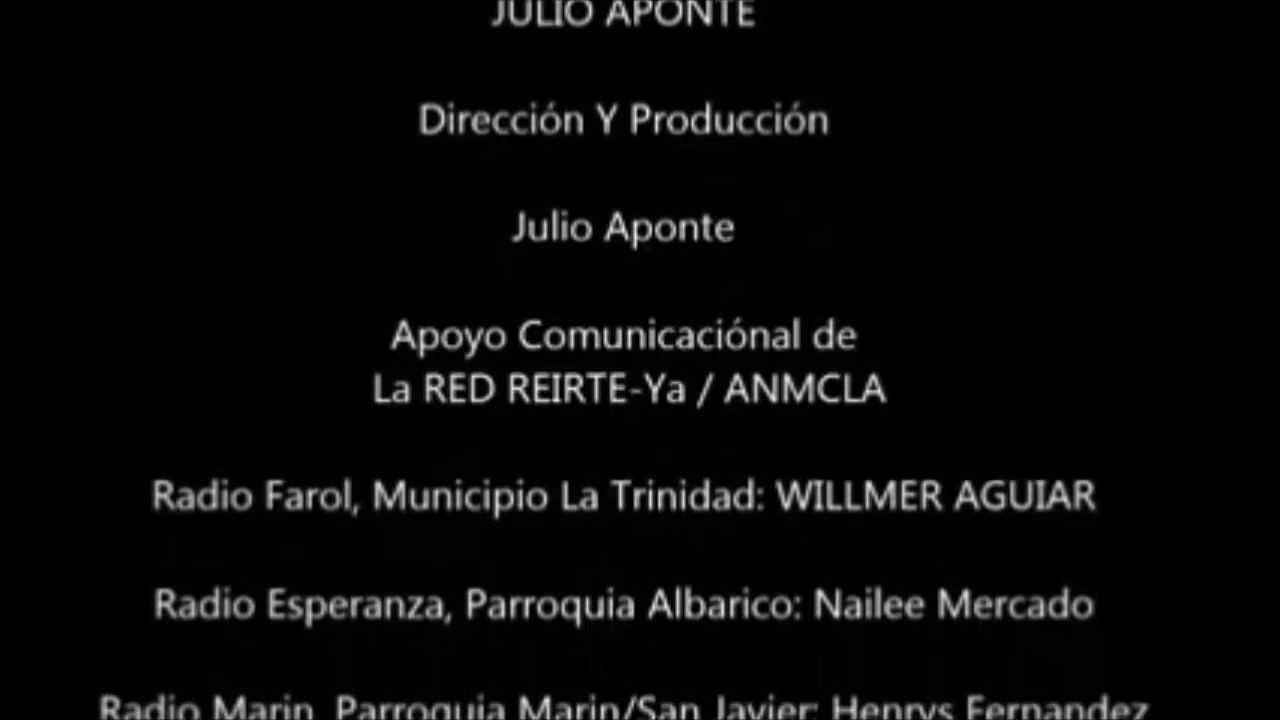 JULIO APONTE
Dirección Y Producción
Julio Aponte
Apoyo Comunicaciónal de
La RED REIRTE-Ya / ANMCLA
Radio Farol, Municipio La Trinidad: WILLMER AGUIAR
Radio Esperanza, Parroquia Albarico: Nailee Mercado
Radio Marin, Parroquia Marin/San Javier: Henrys Fernandez